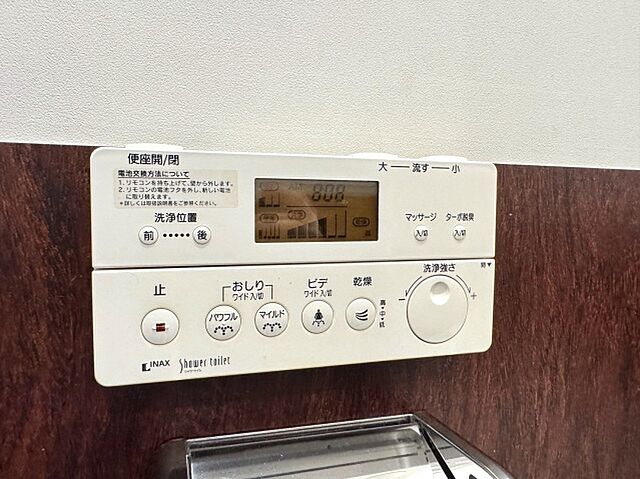 便座開/閉
大 ― 流す ― 小
電池交換方法について
1. リモコンを持ち上げて、壁から外します。
2. リモコンの電池フタを外し、新しい電池
に取り替えます。
*詳しくは取扱説明書をご参照ください。
AM 8:08
洗浄位置
前 ••••• 後
マッサージ
入/切
ターボ脱臭
入/切
開▼
止
おしり
ワイド入/切
パワフル
マイルド
ビデ
ワイド入/切
乾燥
高・中・低
洗浄強さ
- +
INAX
Shower toilet